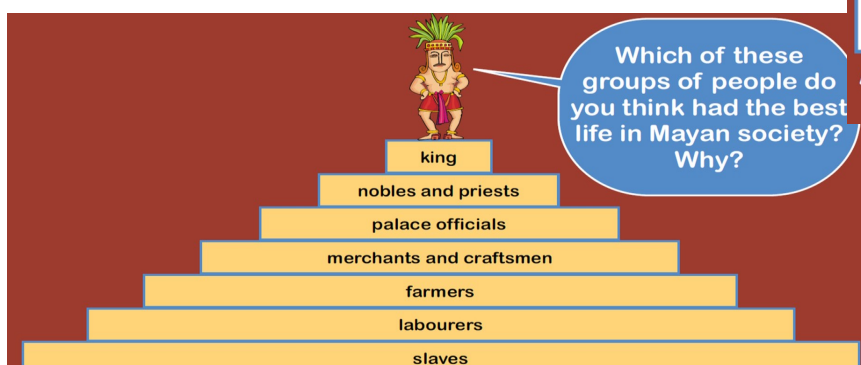 Which of these
groups of people do
you think had the best
life in Mayan society?
Why?
king
nobles and priests
palace officials
merchants and craftsmen
farmers
labourers
slaves